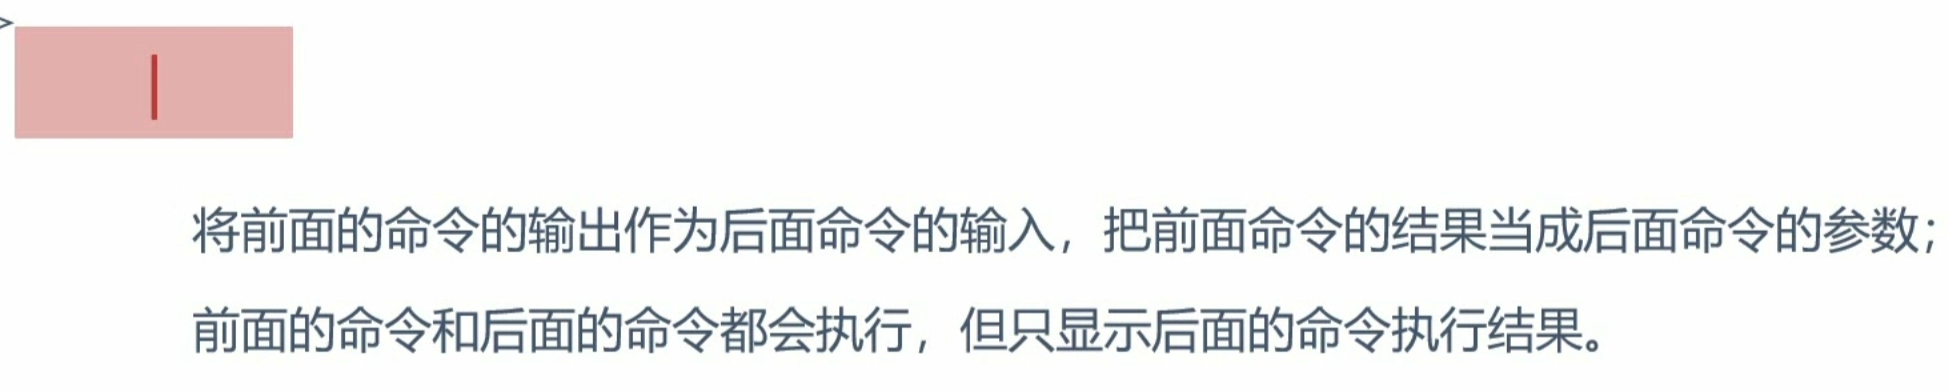 >
|
将前面的命令的输出作为后面命令的输入，把前面命令的结果当成后面命令的参数；
前面的命令和后面的命令都会执行，但只显示后面的命令执行结果。